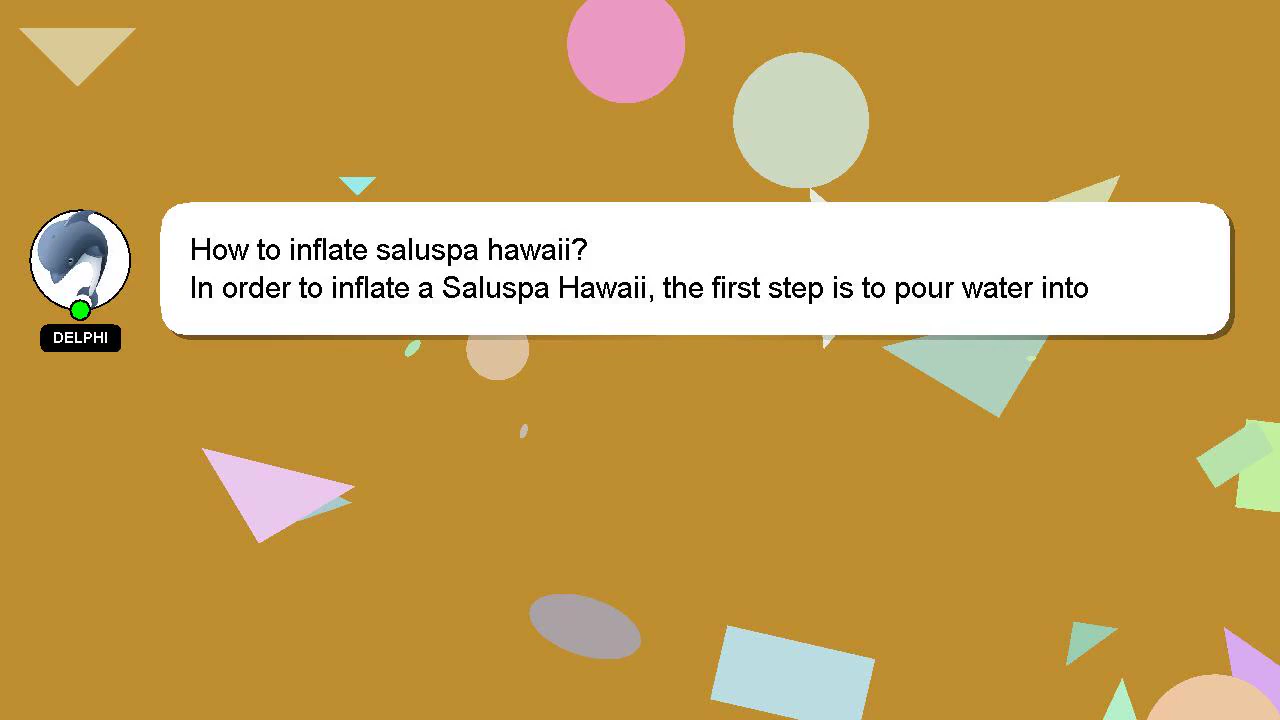 How to inflate saluspa hawaii?
In order to inflate a Saluspa Hawaii, the first step is to pour water into
DELPHI